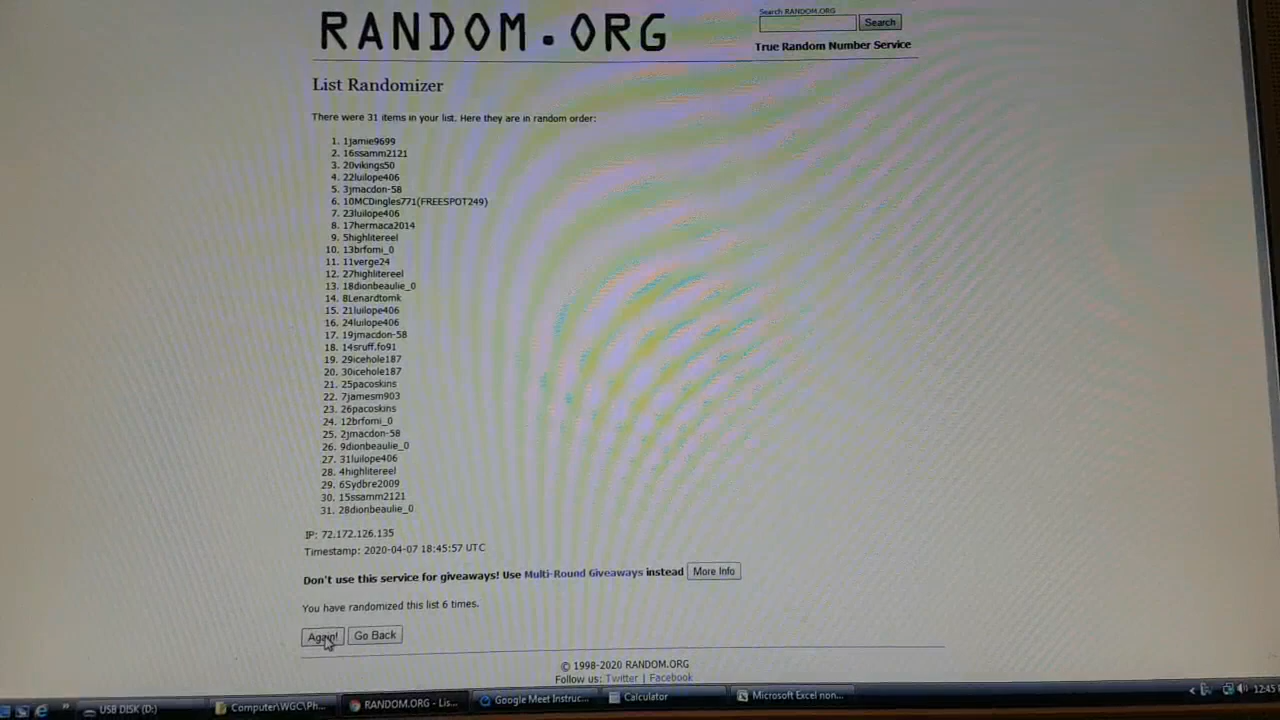 RANDOM.ORG
Search RANDOM.ORG
Search
True Random Number Service
List Randomizer
There were 31 items in your list. Here they are in random order:
1. 1jamie9699
2. 16ssamm2121
3. 20vikings50
4. 22luilope406
5. 3jmacdon-58
6. 10MCDingles771(FREESPOT249)
7. 23luilope406
8. 17hermaca2014
9. 5highlitereel
10. 13brfomi_0
11. 11verge24
12. 27highlitereel
13. 18dionbeaulie_0
14. 8Lenardtomk
15. 21luilope406
16. 24luilope406
17. 19jmacdon-58
18. 14sruff.fo91
19. 29icehole187
20. 30icehole187
21. 25pacoskins
22. 7jamesm903
23. 26pacoskins
24. 12brfomi_0
25. 2jmacdon-58
26. 9dionbeaulie_0
27. 31luilope406
28. 4highlitereel
29. 6Sydbre2009
30. 15ssamm2121
31. 28dionbeaulie_0
IP: 72.172.126.135
Timestamp: 2020-04-07 18:45:57 UTC
Don't use this service for giveaways! Use Multi-Round Giveaways instead More Info
You have randomized this list 6 times.
Again! Go Back
© 1998-2020 RANDOM.ORG
Follow us: Twitter | Facebook
USB DISK (D:) Computer\WGC\Ph... RANDOM.ORG - Lis... Google Meet Instruc... Calculator Microsoft Excel non... 12:45